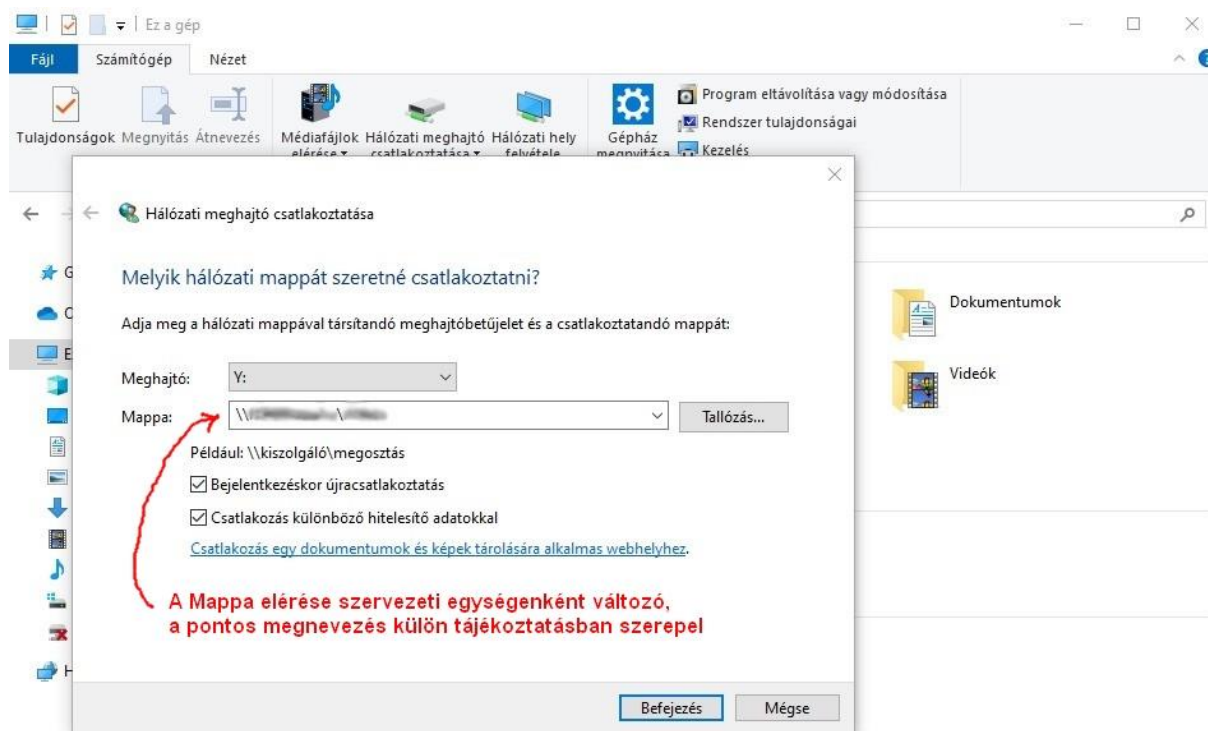 Ez a gép
Fájl Számítógép Nézet
Tulajdonságok Megnyitás Átnevezés
Médiafájlok elérése
Hálózati meghajtó csatlakoztatása
Hálózati hely felvétele
Gépház megnyitása
Program eltávolítása vagy módosítása
Rendszer tulajdonságai
Kezelés
Hálózati meghajtó csatlakoztatása
Melyik hálózati mappát szeretné csatlakoztatni?
Adja meg a hálózati mappával társítandó meghajtóbetűjelet és a csatlakoztatandó mappát:
Meghajtó: Y:
Mappa: \\ \ Tallózás...
Például: \\kiszolgáló\megosztás
Bejelentkezéskor újracsatlakoztatás
Csatlakozás különböző hitelesítő adatokkal
Csatlakozás egy dokumentumok és képek tárolására alkalmas webhelyhez.
A Mappa elérése szervezeti egységenként változó,
a pontos megnevezés külön tájékoztatásban szerepel
Befejezés Mégse
Dokumentumok
Videók